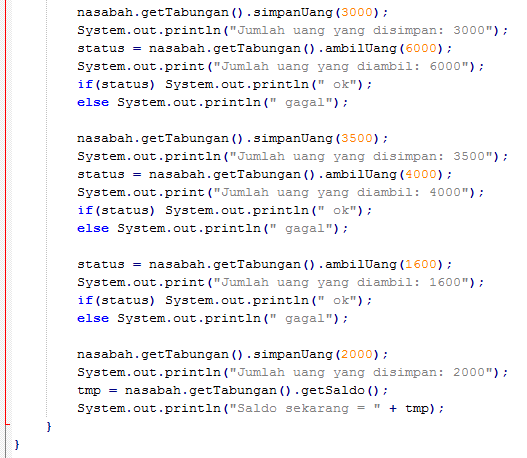 nasabah.getTabungan().simpanUang(3000);
System.out.println("Jumlah uang yang disimpan: 3000");
status = nasabah.getTabungan().ambilUang(6000);
System.out.print("Jumlah uang yang diambil: 6000");
if(status) System.out.println(" ok");
else System.out.println(" gagal");
nasabah.getTabungan().simpanUang(3500);
System.out.println("Jumlah uang yang disimpan: 3500");
status = nasabah.getTabungan().ambilUang(4000);
System.out.print("Jumlah uang yang diambil: 4000");
if(status) System.out.println(" ok");
else System.out.println(" gagal");
status = nasabah.getTabungan().ambilUang(1600);
System.out.print("Jumlah uang yang diambil: 1600");
if(status) System.out.println(" ok");
else System.out.println(" gagal");
nasabah.getTabungan().simpanUang(2000);
System.out.println("Jumlah uang yang disimpan: 2000");
tmp = nasabah.getTabungan().getSaldo();
System.out.println("Saldo sekarang = " + tmp);
}
}